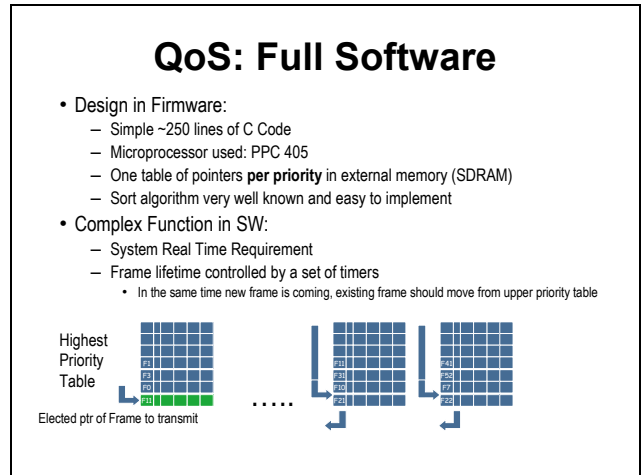 QoS: Full Software
• Design in Firmware:
– Simple ~250 lines of C Code
– Microprocessor used: PPC 405
– One table of pointers per priority in external memory (SDRAM)
– Sort algorithm very well known and easy to implement
• Complex Function in SW:
– System Real Time Requirement
– Frame lifetime controlled by a set of timers
• In the same time new frame is coming, existing frame should move from upper priority table
Highest
Priority
Table
F1
F3
F0
F11
.....
F11
F31
F10
F21
F41
F52
F7
F22
Elected ptr of Frame to transmit